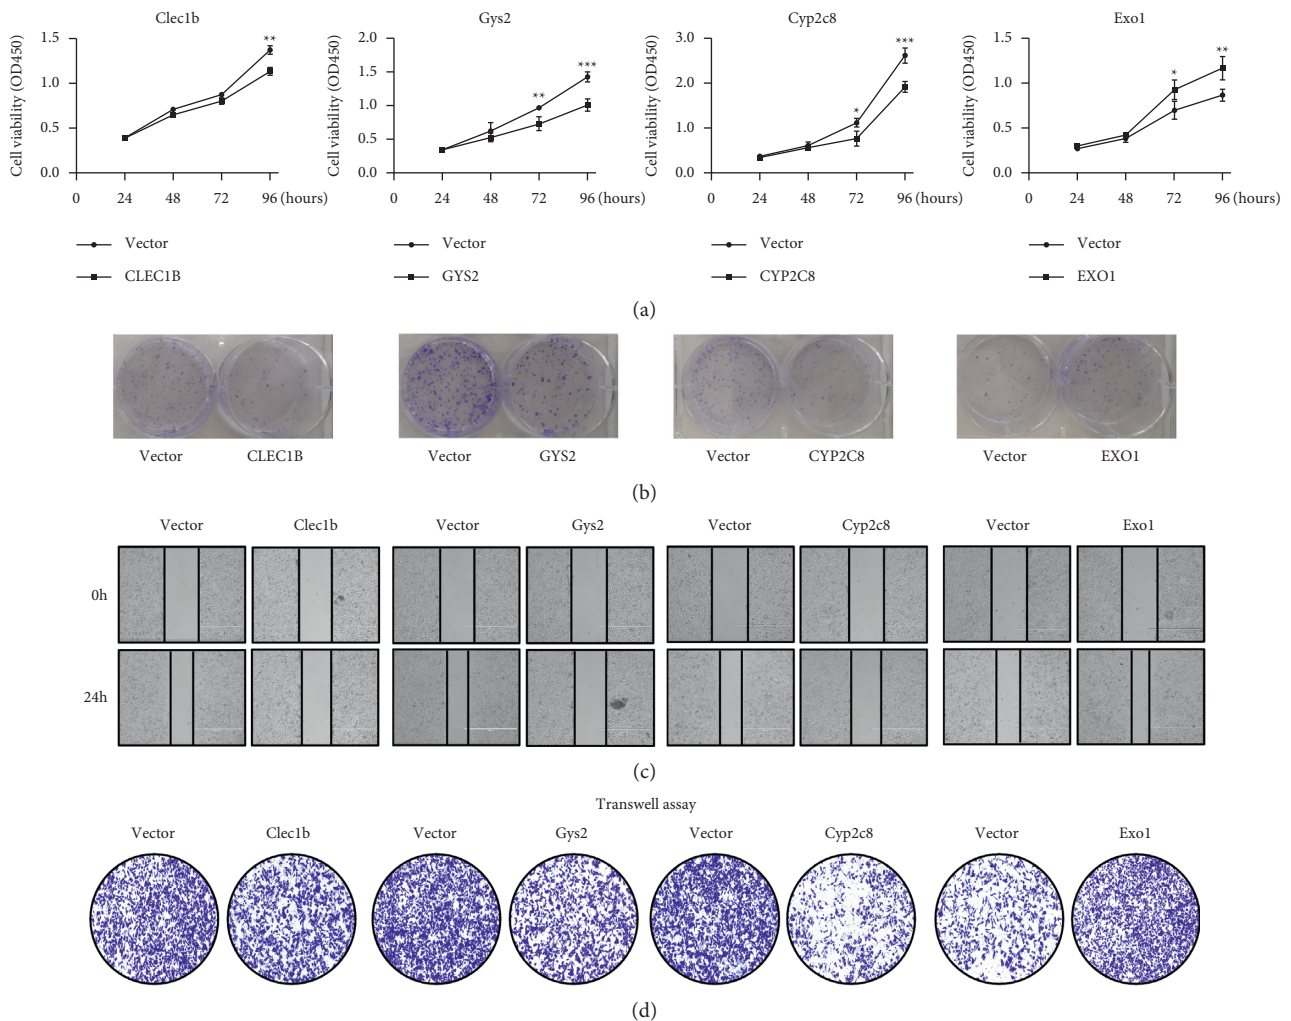 Clec1b
Gys2
Cyp2c8
Exo1
Cell viability (OD450)
1.5
1.0
0.5
0.0
**
0 24 48 72 96 (hours)
Vector
CLEC1B
Cell viability (OD450)
2.0
1.5
1.0
0.5
0.0
**
***
0 24 48 72 96 (hours)
Vector
GYS2
Cell viability (OD450)
3.0
2.0
1.0
0.0
*
***
0 24 48 72 96 (hours)
Vector
CYP2C8
Cell viability (OD450)
1.5
1.0
0.5
0.0
*
**
0 24 48 72 96 (hours)
Vector
EXO1
(a)
Vector CLEC1B Vector GYS2 Vector CYP2C8 Vector EXO1
(b)
Vector Clec1b Vector Gys2 Vector Cyp2c8 Vector Exo1
0h
24h
(c)
Transwell assay
Vector Clec1b Vector Gys2 Vector Cyp2c8 Vector Exo1
(d)